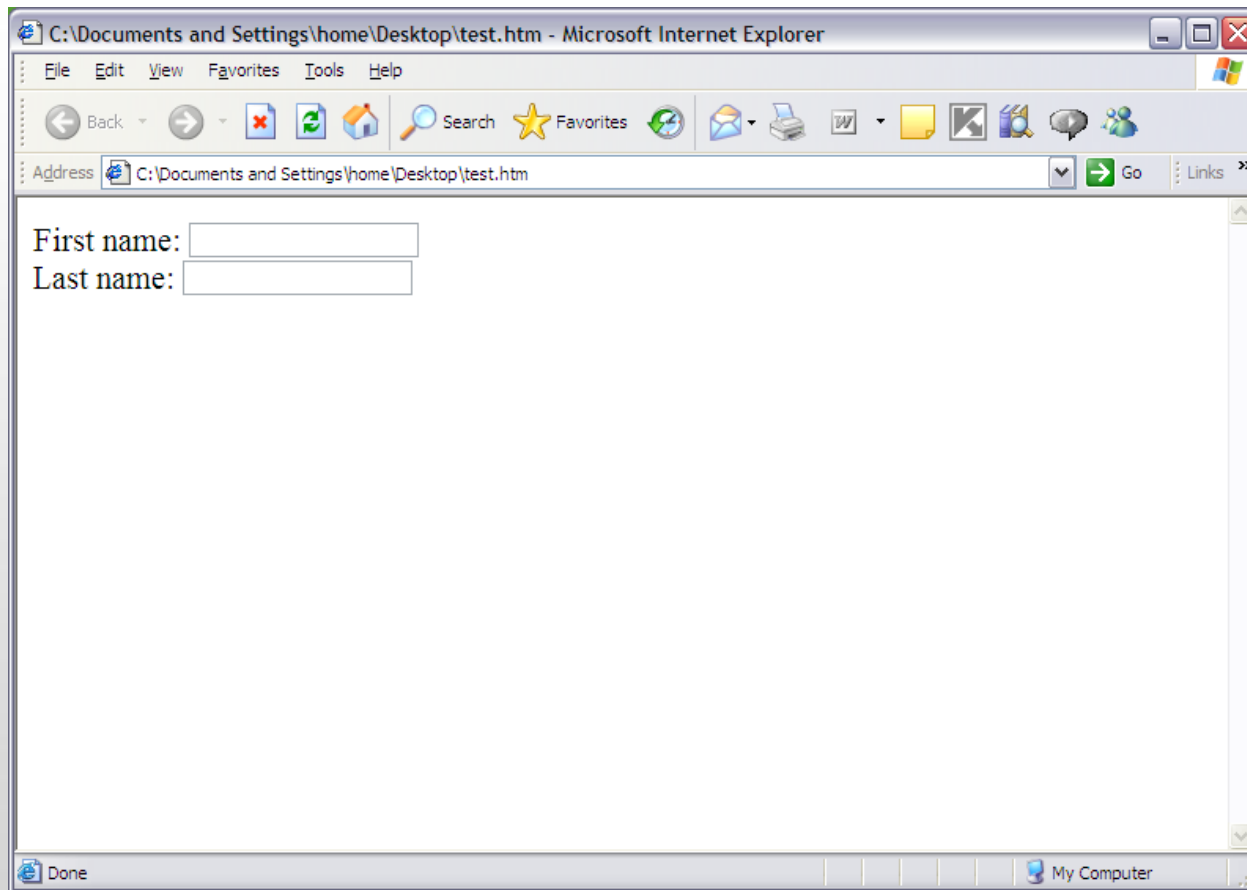 C:\Documents and Settings\home\Desktop\test.htm - Microsoft Internet Explorer
File Edit View Favorites Tools Help
Back Search Favorites W K
Address C:\Documents and Settings\home\Desktop\test.htm Go Links »
First name:
Last name:
Done My Computer